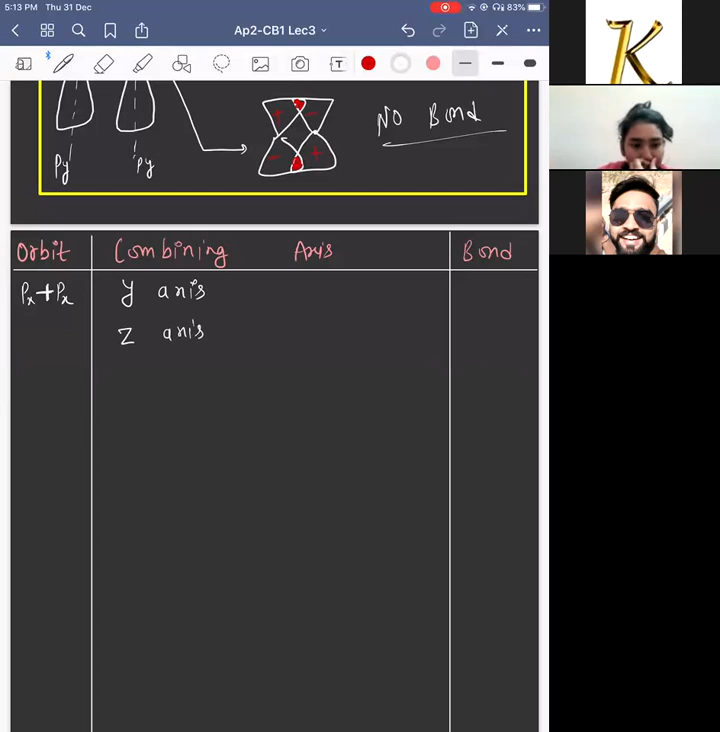 5:13 PM Thu 31 Dec
83%
Ap2-CB1 Lec3
T
Py
Py
+ -
- +
No Bond
Orbit Combining Axis Bond
Px+Px y axis
z axis
K